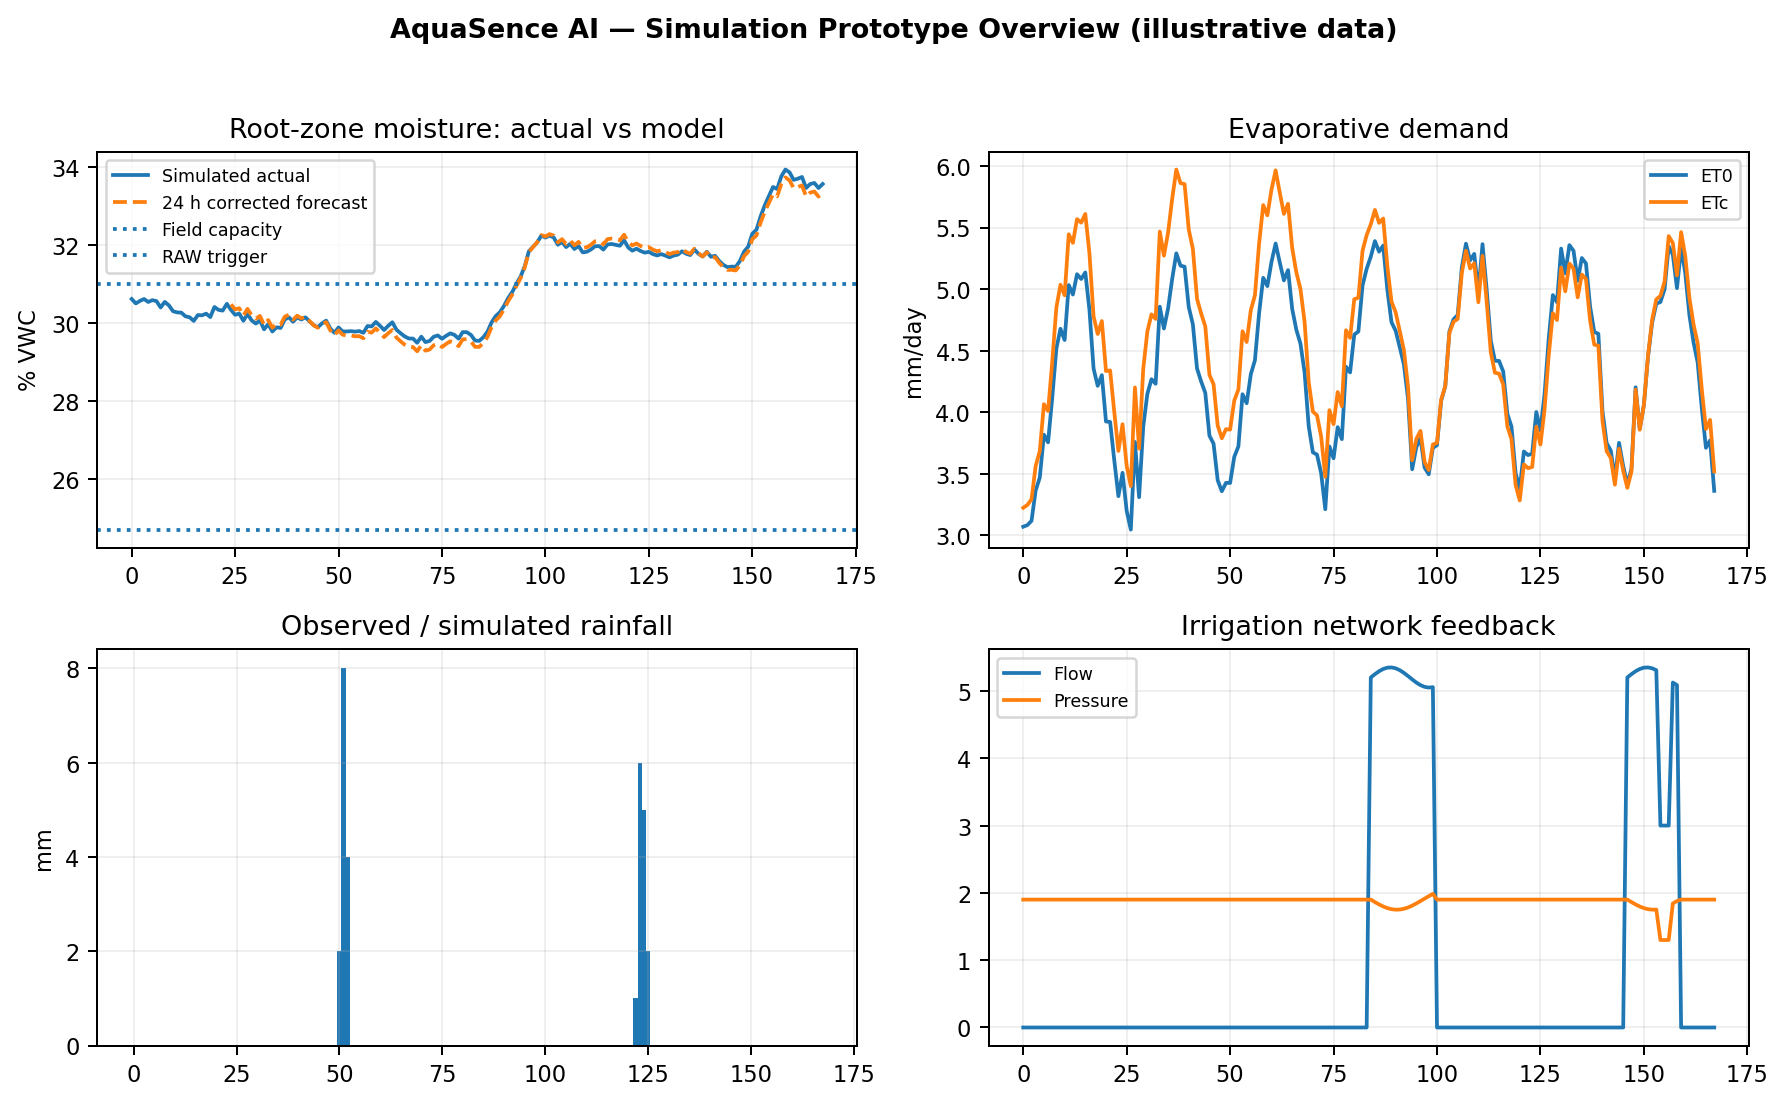 AquaSence AI — Simulation Prototype Overview (illustrative data)
Root-zone moisture: actual vs model
% VWC
34
32
30
28
26
Simulated actual
24 h corrected forecast
Field capacity
RAW trigger
0 25 50 75 100 125 150 175
Evaporative demand
mm/day
6.0
5.5
5.0
4.5
4.0
3.5
3.0
ET0
ETc
0 25 50 75 100 125 150 175
Observed / simulated rainfall
mm
8
6
4
2
0
0 25 50 75 100 125 150 175
Irrigation network feedback
5
4
3
2
1
0
Flow
Pressure
0 25 50 75 100 125 150 175